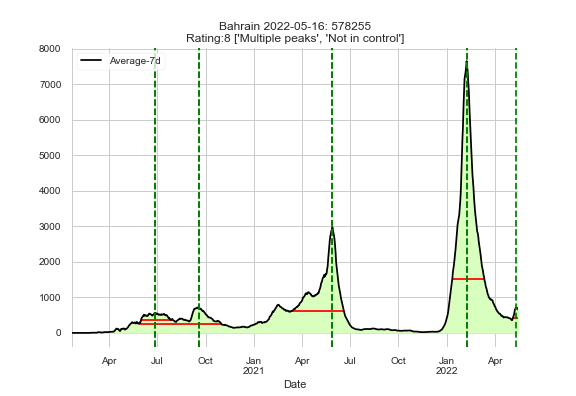 Bahrain 2022-05-16: 578255
Rating:8 ['Multiple peaks', 'Not in control']
Average-7d
8000
7000
6000
5000
4000
3000
2000
1000
0
Apr Jul Oct Jan Apr Jul Oct Jan Apr
2021 2022
Date